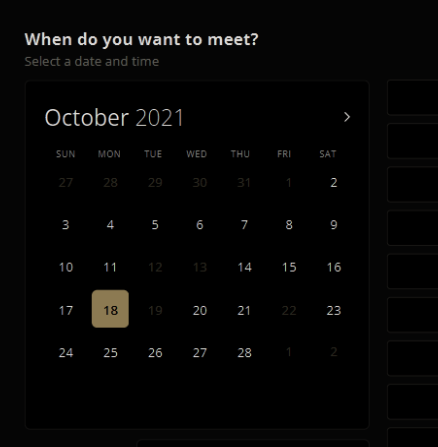 When do you want to meet?
Select a date and time
October 2021 >
SUN MON TUE WED THU FRI SAT
27 28 29 30 31 1 2
3 4 5 6 7 8 9
10 11 12 13 14 15 16
17 18 19 20 21 22 23
24 25 26 27 28 1 2